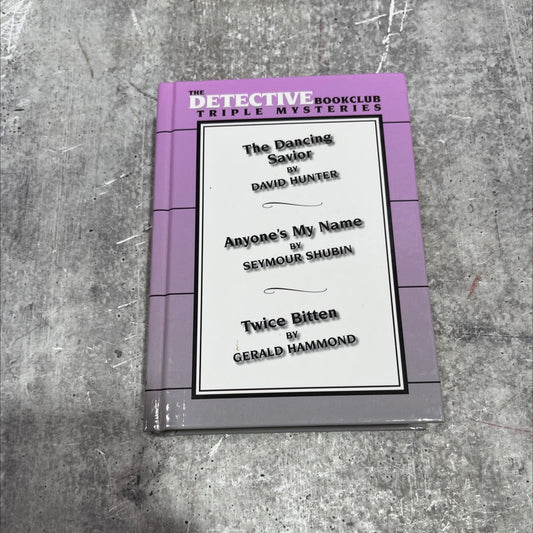 THE
DETECTIVE BOOKCLUB
TRIPLE MYSTERIES
The Dancing
Savior
BY
DAVID HUNTER
Anyone's My Name
BY
SEYMOUR SHUBIN
Twice Bitten
BY
GERALD HAMMOND